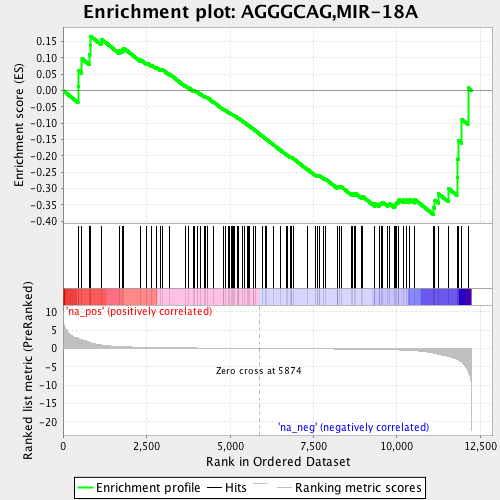 Enrichment plot: AGGGCAG,MIR-18A
Enrichment score (ES)
0.15
0.10
0.05
0.00
-0.05
-0.10
-0.15
-0.20
-0.25
-0.30
-0.35
-0.40
'na_pos' (positively correlated)
Ranked list metric (PreRanked)
10
5
0
-5
-10
-15
-20
Zero cross at 5874
'na_neg' (negatively correlated)
0
2,500
5,000
7,500
10,000
12,500
Rank in Ordered Dataset
Enrichment profile
Hits
Ranking metric scores